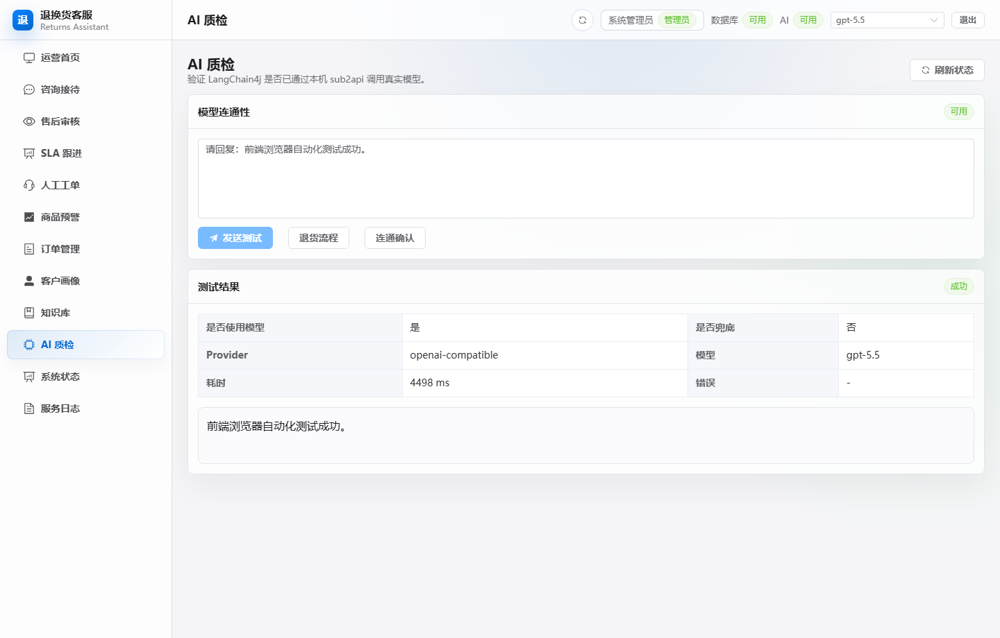 退
退换货客服
Returns Assistant
运营首页
咨询接待
售后审核
SLA 跟进
人工工单
商品预警
订单管理
客户画像
知识库
AI 质检
系统状态
服务日志
AI 质检
系统管理员 管理员 数据库 可用 AI 可用 gpt-5.5 退出
AI 质检
验证 LangChain4j 是否已通过本机 sub2api 调用真实模型。
刷新状态
模型连通性 可用
请回复：前端浏览器自动化测试成功。
发送测试 退货流程 连通确认
测试结果 成功
是否使用模型 是 是否兜底 否
Provider openai-compatible 模型 gpt-5.5
耗时 4498 ms 错误 -
前端浏览器自动化测试成功。